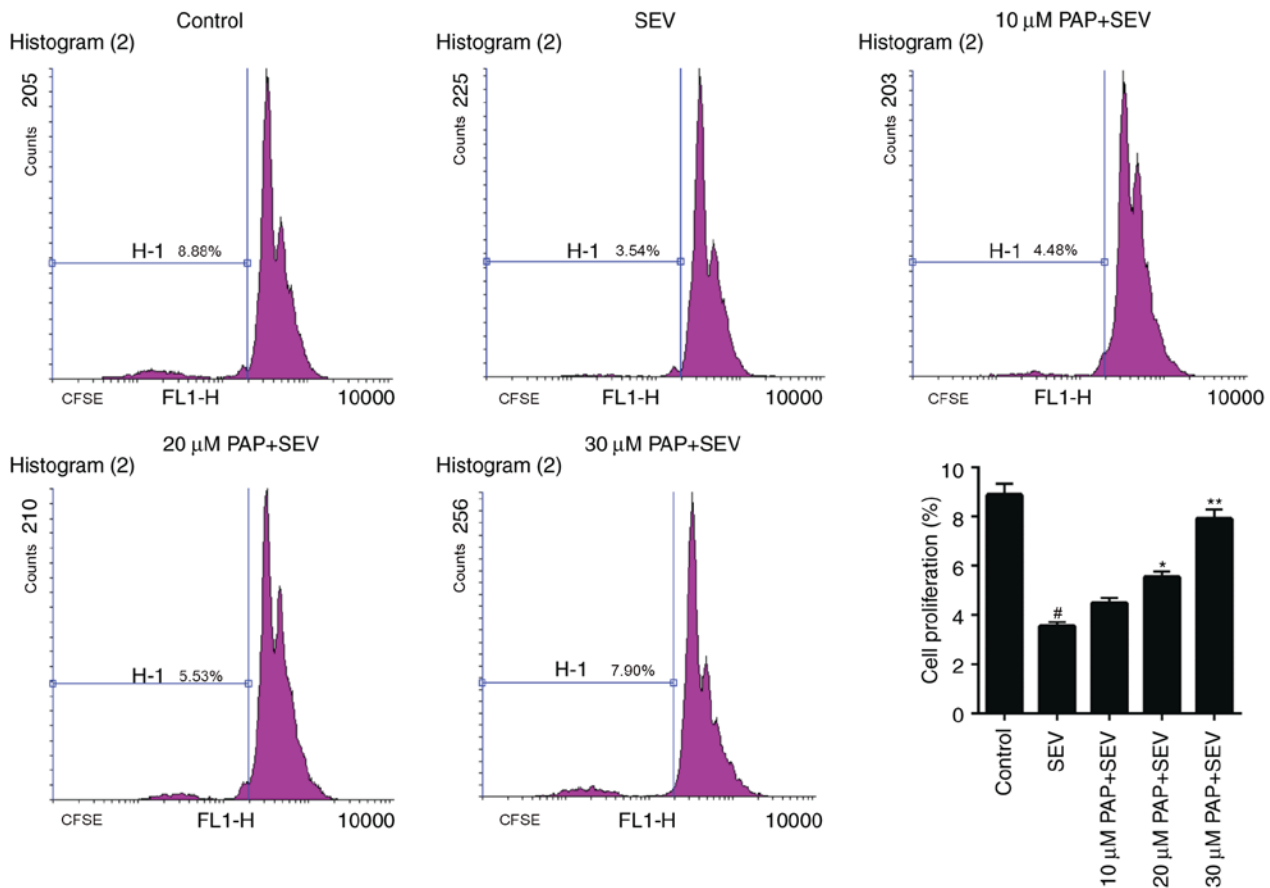 Control
Histogram (2)
205
Counts
H-1 8.88%
CFSE FL1-H 10000
SEV
225
Counts
H-1 3.54%
CFSE FL1-H 10000
10 μM PAP+SEV
Histogram (2)
203
Counts
H-1 4.48%
CFSE FL1-H 10000
20 μM PAP+SEV
Histogram (2)
210
Counts
H-1 5.53%
CFSE FL1-H 10000
30 μM PAP+SEV
Histogram (2)
256
Counts
H-1 7.90%
CFSE FL1-H 10000
Histogram (2)
Cell proliferation (%)
10
8
6
4
2
0
#
*
**
Control
SEV
10 μM PAP+SEV
20 μM PAP+SEV
30 μM PAP+SEV